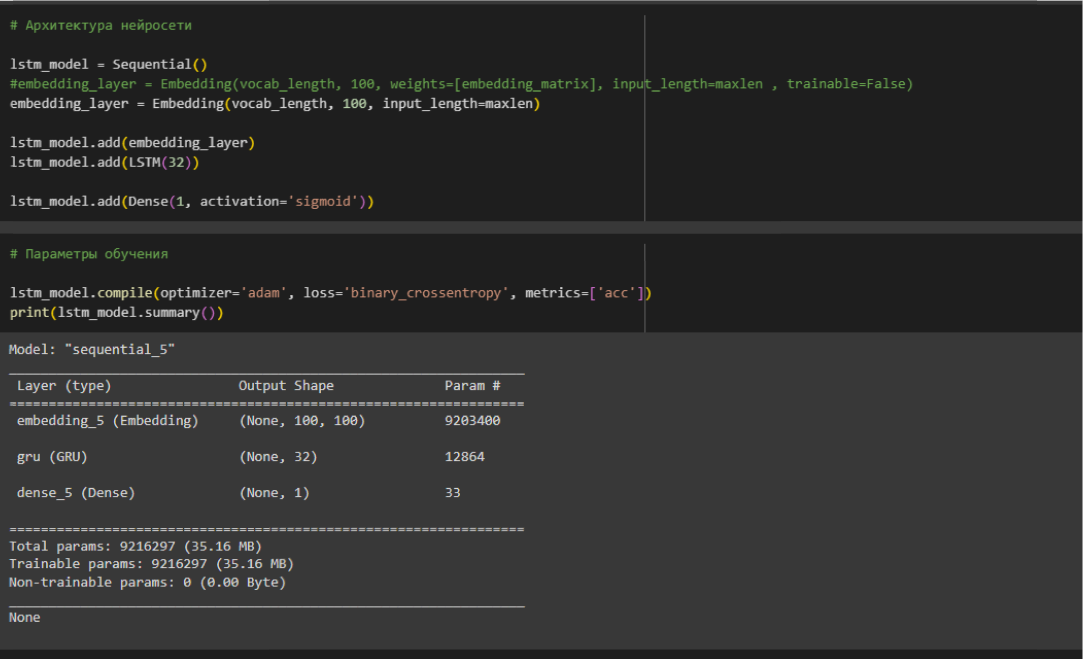 # Архитектура нейросети
lstm_model = Sequential()
#embedding_layer = Embedding(vocab_length, 100, weights=[embedding_matrix], input_length=maxlen , trainable=False)
embedding_layer = Embedding(vocab_length, 100, input_length=maxlen)
lstm_model.add(embedding_layer)
lstm_model.add(LSTM(32))
lstm_model.add(Dense(1, activation='sigmoid'))
# Параметры обучения
lstm_model.compile(optimizer='adam', loss='binary_crossentropy', metrics=['acc'])
print(lstm_model.summary())
Model: "sequential_5"
_________________________________________________________________
Layer (type) Output Shape Param #
=================================================================
embedding_5 (Embedding) (None, 100, 100) 9203400
gru (GRU) (None, 32) 12864
dense_5 (Dense) (None, 1) 33
=================================================================
Total params: 9216297 (35.16 MB)
Trainable params: 9216297 (35.16 MB)
Non-trainable params: 0 (0.00 Byte)
_________________________________________________________________
None